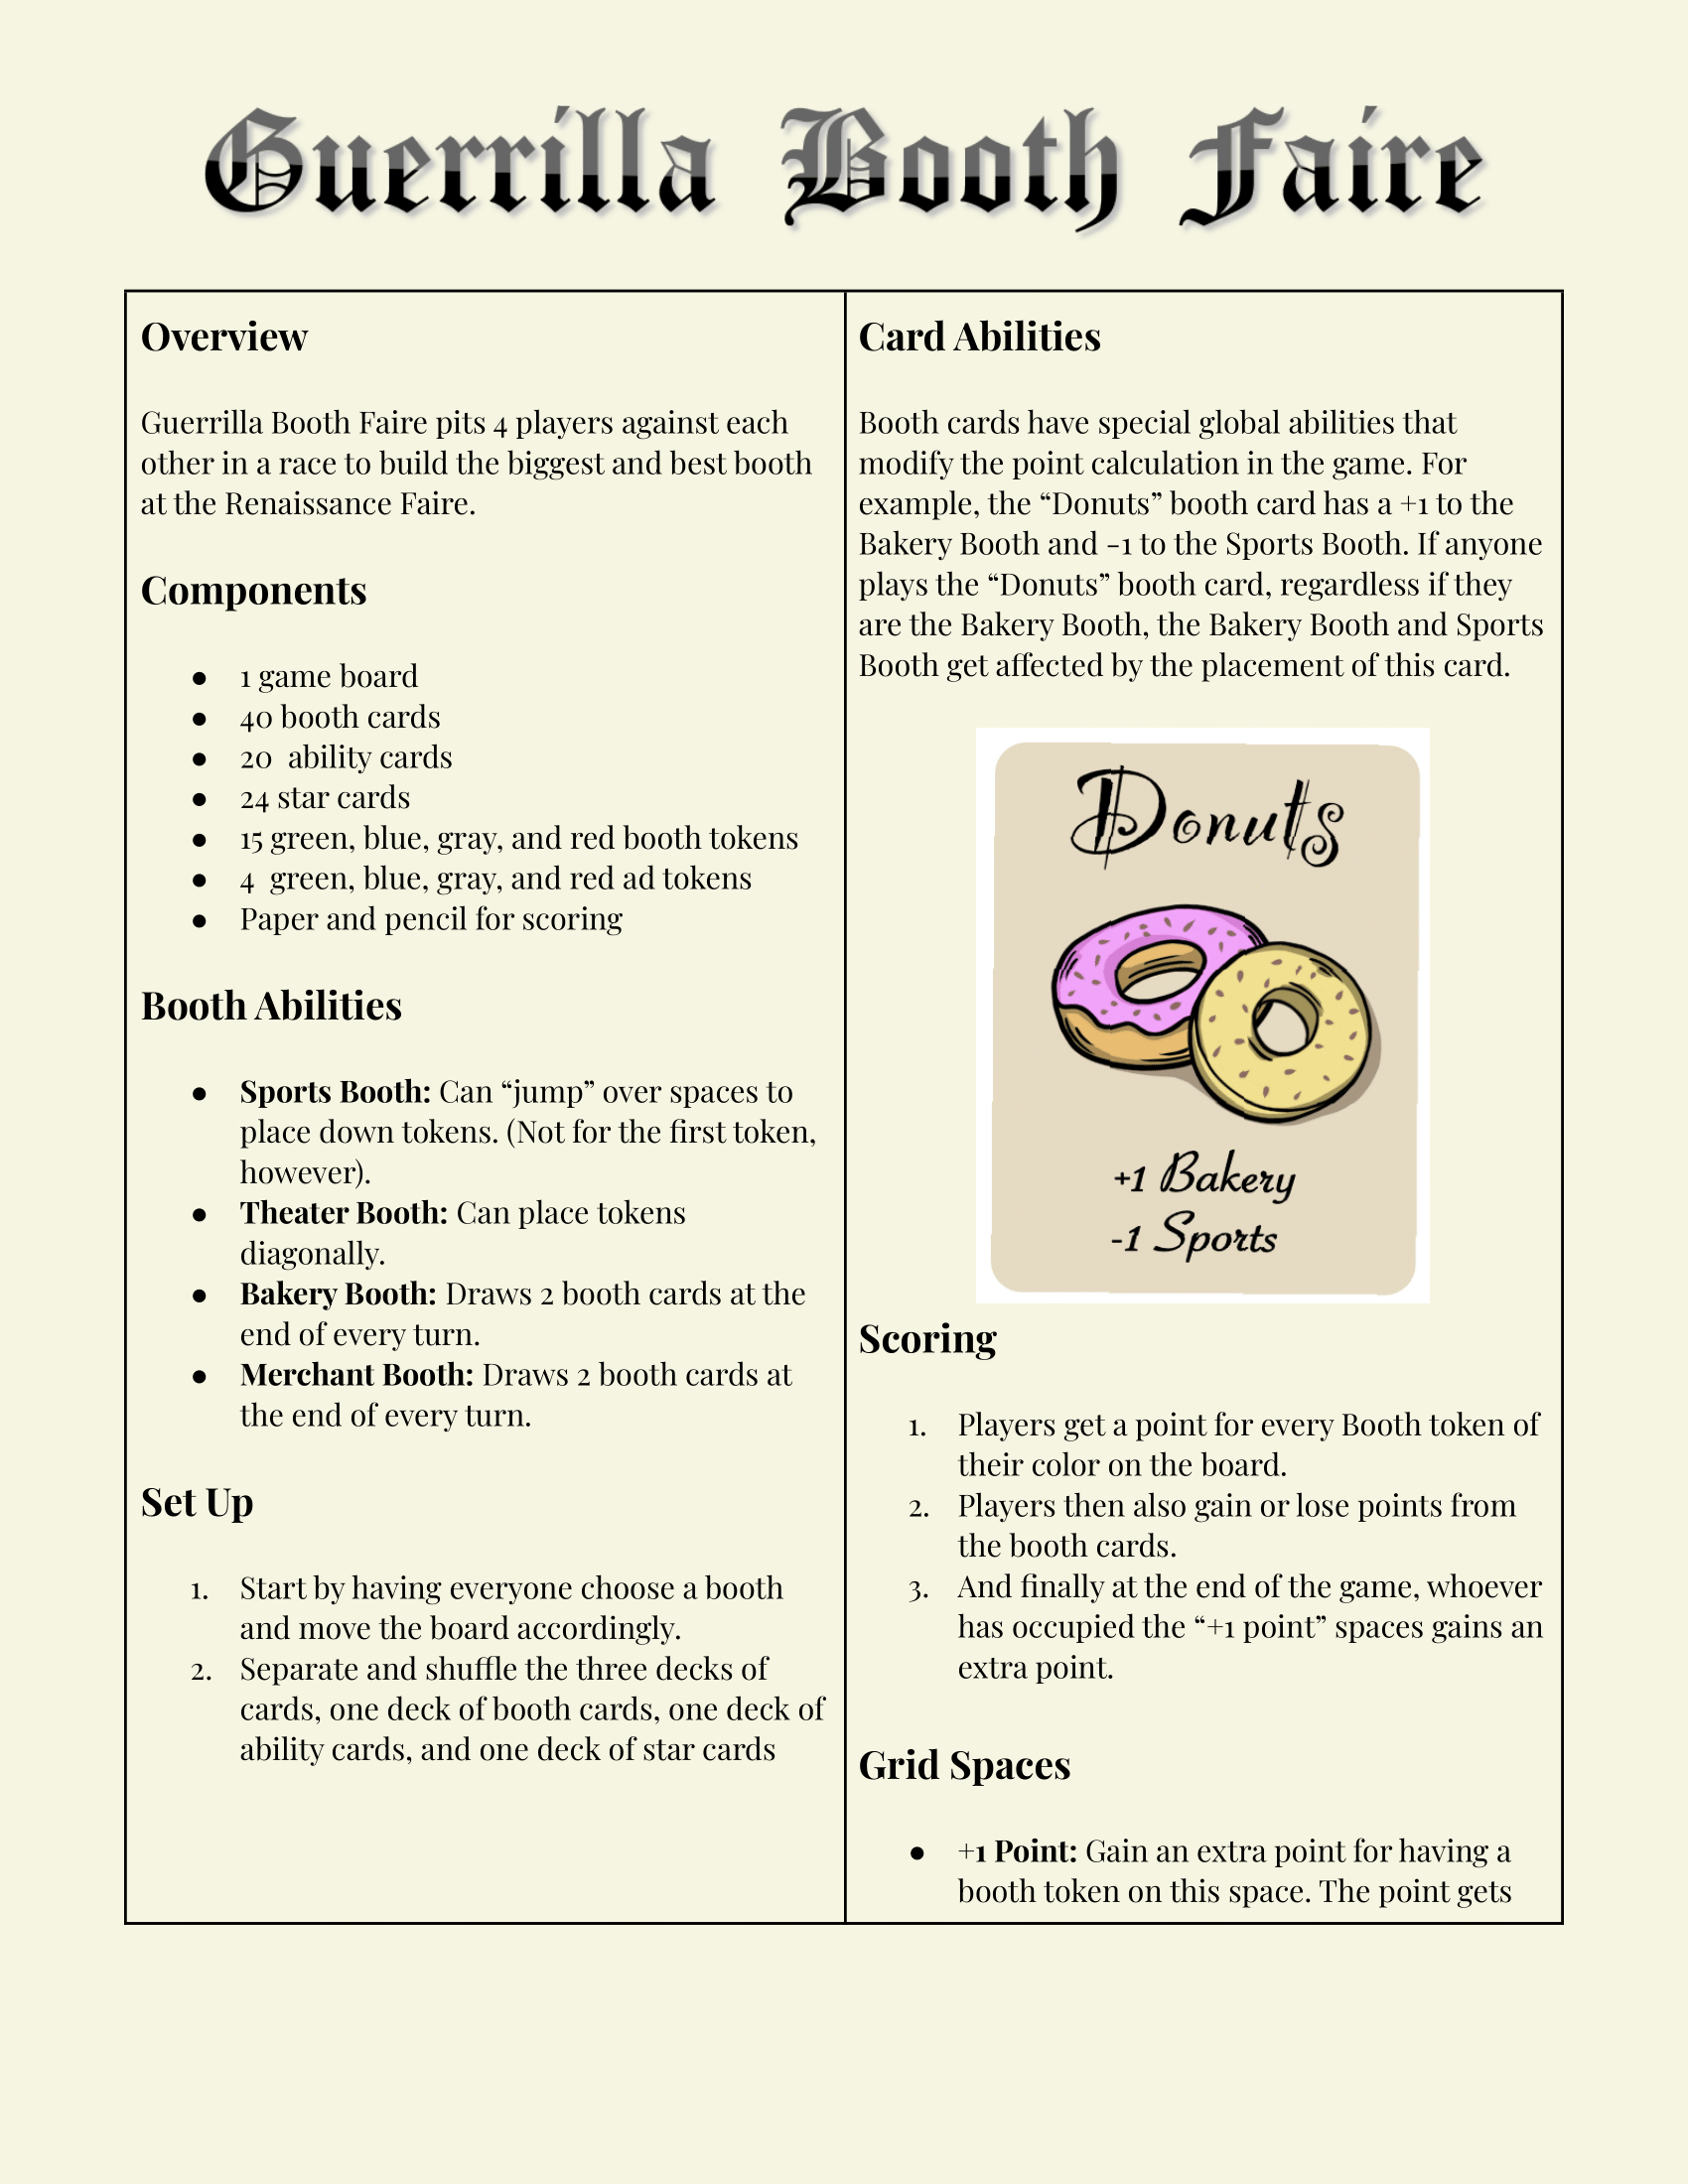 Guerrilla Booth Faire
Overview
Guerrilla Booth Faire pits 4 players against each
other in a race to build the biggest and best booth
at the Renaissance Faire.
Components
● 1 game board
● 40 booth cards
● 20  ability cards
● 24 star cards
● 15 green, blue, gray, and red booth tokens
● 4  green, blue, gray, and red ad tokens
● Paper and pencil for scoring
Booth Abilities
● Sports Booth: Can “jump” over spaces to
place down tokens. (Not for the first token,
however).
● Theater Booth: Can place tokens
diagonally.
● Bakery Booth: Draws 2 booth cards at the
end of every turn.
● Merchant Booth: Draws 2 booth cards at
the end of every turn.
Set Up
1. Start by having everyone choose a booth
and move the board accordingly.
2. Separate and shuffle the three decks of
cards, one deck of booth cards, one deck of
ability cards, and one deck of star cards
Card Abilities
Booth cards have special global abilities that
modify the point calculation in the game. For
example, the “Donuts” booth card has a +1 to the
Bakery Booth and -1 to the Sports Booth. If anyone
plays the “Donuts” booth card, regardless if they
are the Bakery Booth, the Bakery Booth and Sports
Booth get affected by the placement of this card.
Donuts
+1 Bakery
-1 Sports
Scoring
1. Players get a point for every Booth token of
their color on the board.
2. Players then also gain or lose points from
the booth cards.
3. And finally at the end of the game, whoever
has occupied the “+1 point” spaces gains an
extra point.
Grid Spaces
● +1 Point: Gain an extra point for having a
booth token on this space. The point gets